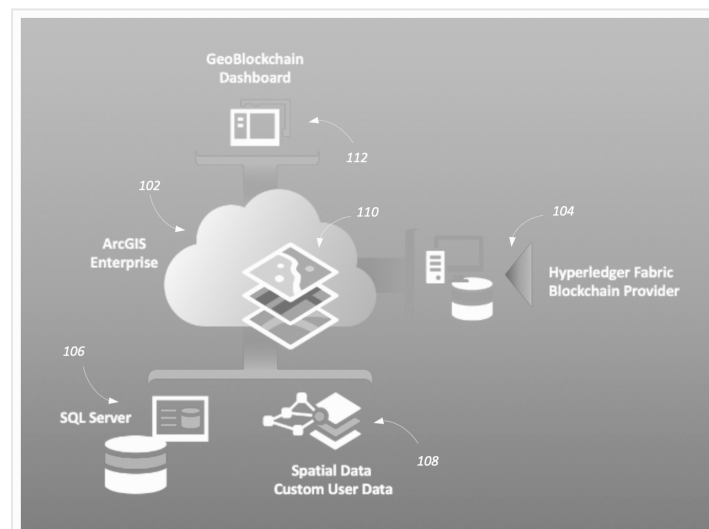 GeoBlockchain
Dashboard
112
102
110
104
ArcGIS
Enterprise
Hyperledger Fabric
Blockchain Provider
106
SQL Server
108
Spatial Data
Custom User Data